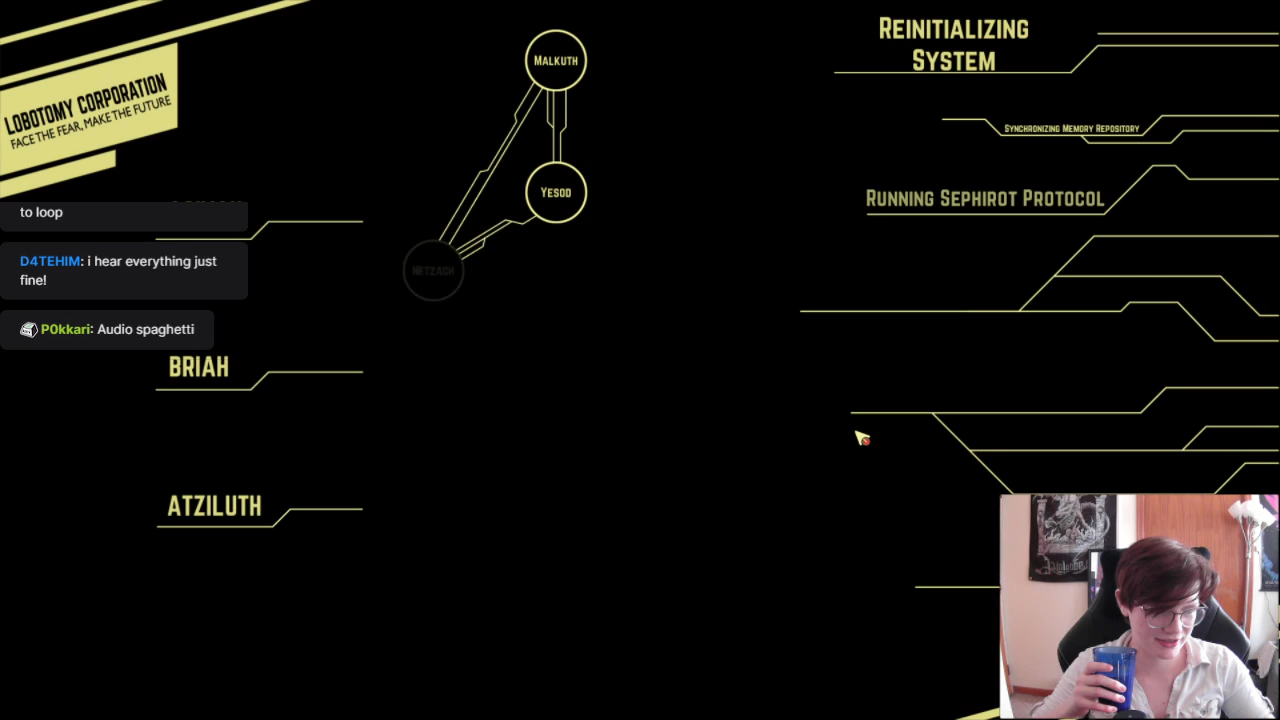 LOBOTOMY CORPORATION
FACE THE FEAR, MAKE THE FUTURE
MALKUTH
REINITIALIZING
SYSTEM
SYNCHRONIZING MEMORY REPOSITORY
YESOD
RUNNING SEPHIROT PROTOCOL
to loop
D4TEHIM: i hear everything just
fine!
NETZACH
P0kkari: Audio spaghetti
BRIAH
ATZILUTH